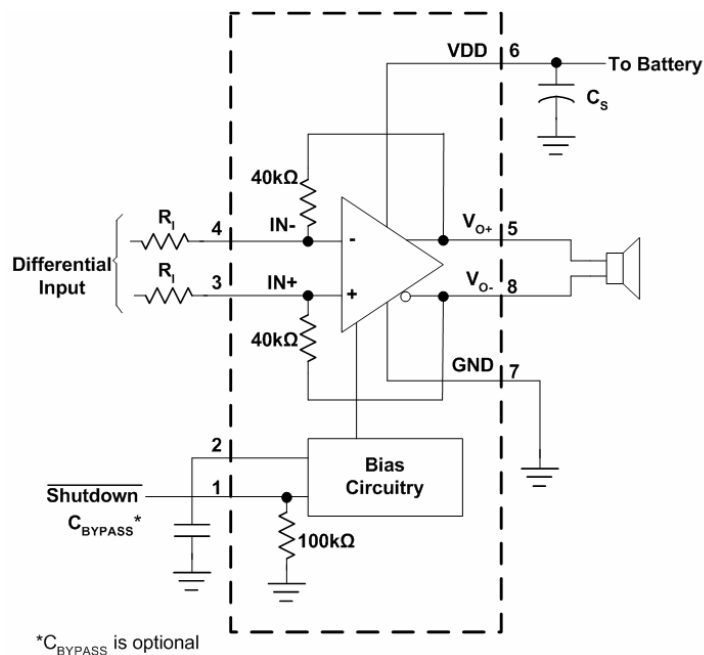 VDD 6
To Battery
Cs
40kΩ
RI 4 IN- - VO+ 5
Differential
Input
RI 3 IN+ + VO- 8
40kΩ
GND 7
2
Bias
Circuitry
Shutdown 1
CBYPASS*
100kΩ
*CBYPASS is optional